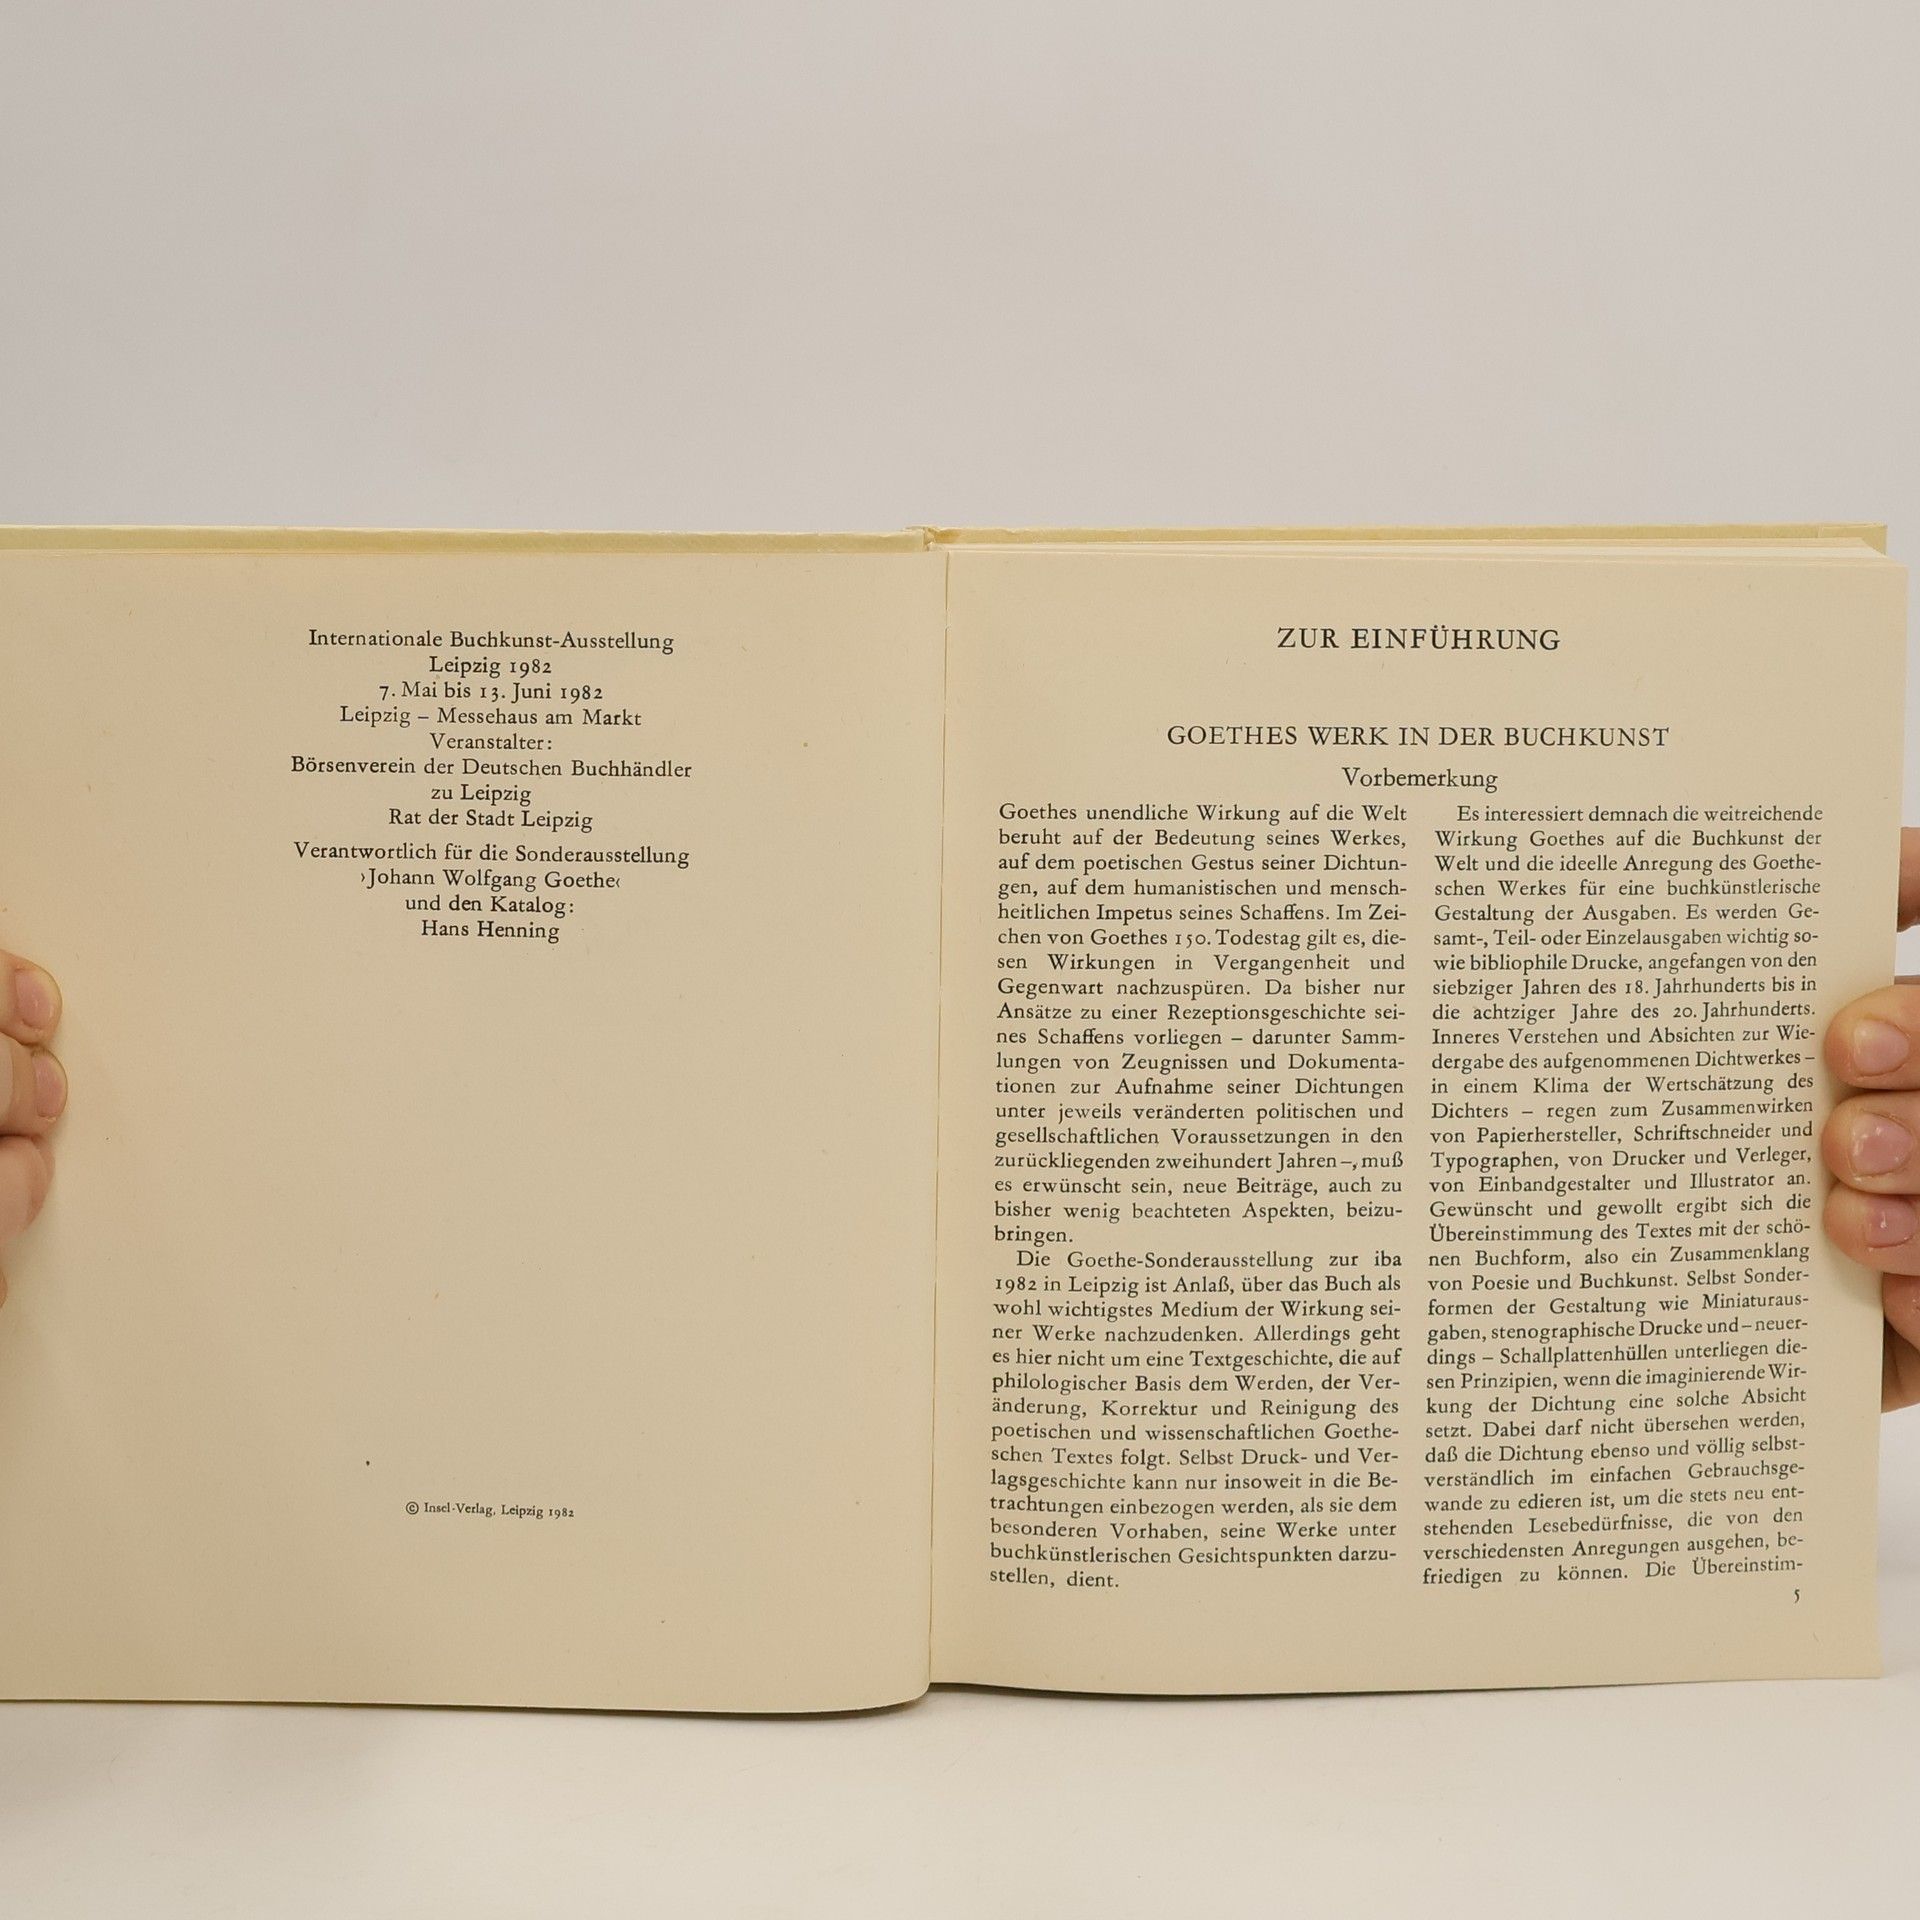 Internationale Buchkunst-Ausstellung
Leipzig 1982
7. Mai bis 13. Juni 1982
Leipzig – Messehaus am Markt
Veranstalter:
Börsenverein der Deutschen Buchhändler
zu Leipzig
Rat der Stadt Leipzig
Verantwortlich für die Sonderausstellung
›Johann Wolfgang Goethe‹
und den Katalog:
Hans Henning
© Insel-Verlag, Leipzig 1982
ZUR EINFÜHRUNG
GOETHES WERK IN DER BUCHKUNST
Vorbemerkung
Goethes unendliche Wirkung auf die Welt
beruht auf der Bedeutung seines Werkes,
auf dem poetischen Gestus seiner Dichtun-
gen, auf dem humanistischen und mensch-
heitlichen Impetus seines Schaffens. Im Zei-
chen von Goethes 150. Todestag gilt es, die-
sen Wirkungen in Vergangenheit und
Gegenwart nachzuspüren. Da bisher nur
Ansätze zu einer Rezeptionsgeschichte sei-
nes Schaffens vorliegen – darunter Samm-
lungen von Zeugnissen und Dokumenta-
tionen zur Aufnahme seiner Dichtungen
unter jeweils veränderten politischen und
gesellschaftlichen Voraussetzungen in den
zurückliegenden zweihundert Jahren –, muß
es erwünscht sein, neue Beiträge, auch zu
bisher wenig beachteten Aspekten, beizu-
bringen.
Die Goethe-Sonderausstellung zur iba
1982 in Leipzig ist Anlaß, über das Buch als
wohl wichtigstes Medium der Wirkung sei-
ner Werke nachzudenken. Allerdings geht
es hier nicht um eine Textgeschichte, die auf
philologischer Basis dem Werden, der Ver-
änderung, Korrektur und Reinigung des
poetischen und wissenschaftlichen Goethe-
schen Textes folgt. Selbst Druck- und Ver-
lagsgeschichte kann nur insoweit in die Be-
trachtungen einbezogen werden, als sie dem
besonderen Vorhaben, seine Werke unter
buchkünstlerischen Gesichtspunkten darzu-
stellen, dient.
Es interessiert demnach die weitreichende
Wirkung Goethes auf die Buchkunst der
Welt und die ideelle Anregung des Goethe-
schen Werkes für eine buchkünstlerische
Gestaltung der Ausgaben. Es werden Ge-
samt-, Teil- oder Einzelausgaben wichtig so-
wie bibliophile Drucke, angefangen von den
siebziger Jahren des 18. Jahrhunderts bis in
die achtziger Jahre des 20. Jahrhunderts.
Inneres Verstehen und Absichten zur Wie-
dergabe des aufgenommenen Dichtwerkes –
in einem Klima der Wertschätzung des
Dichters – regen zum Zusammenwirken
von Papierhersteller, Schriftschneider und
Typographen, von Drucker und Verleger,
von Einbandgestalter und Illustrator an.
Gewünscht und gewollt ergibt sich die
Übereinstimmung des Textes mit der schö-
nen Buchform, also ein Zusammenklang
von Poesie und Buchkunst. Selbst Sonder-
formen der Gestaltung wie Miniaturaus-
gaben, stenographische Drucke und – neuer-
dings – Schallplattenhüllen unterliegen die-
sen Prinzipien, wenn die imaginierende Wir-
kung der Dichtung eine solche Absicht
setzt. Dabei darf nicht übersehen werden,
daß die Dichtung ebenso und völlig selbst-
verständlich im einfachen Gebrauchsge-
wande zu edieren ist, um die stets neu ent-
stehenden Lesebedürfnisse, die von den
verschiedensten Anregungen ausgehen, be-
friedigen zu können. Die Übereinstim-
5